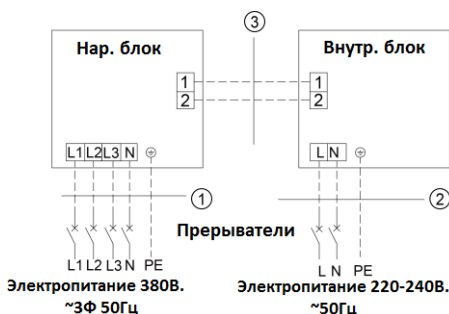 ③
Нар. блок
Внутр. блок
1
2
1
2
L1 L2 L3 N
L N
①
②
Прерыватели
L1 L2 L3 N PE
L N PE
Электропитание 380В.
~3Ф 50Гц
Электропитание 220-240В.
~50Гц